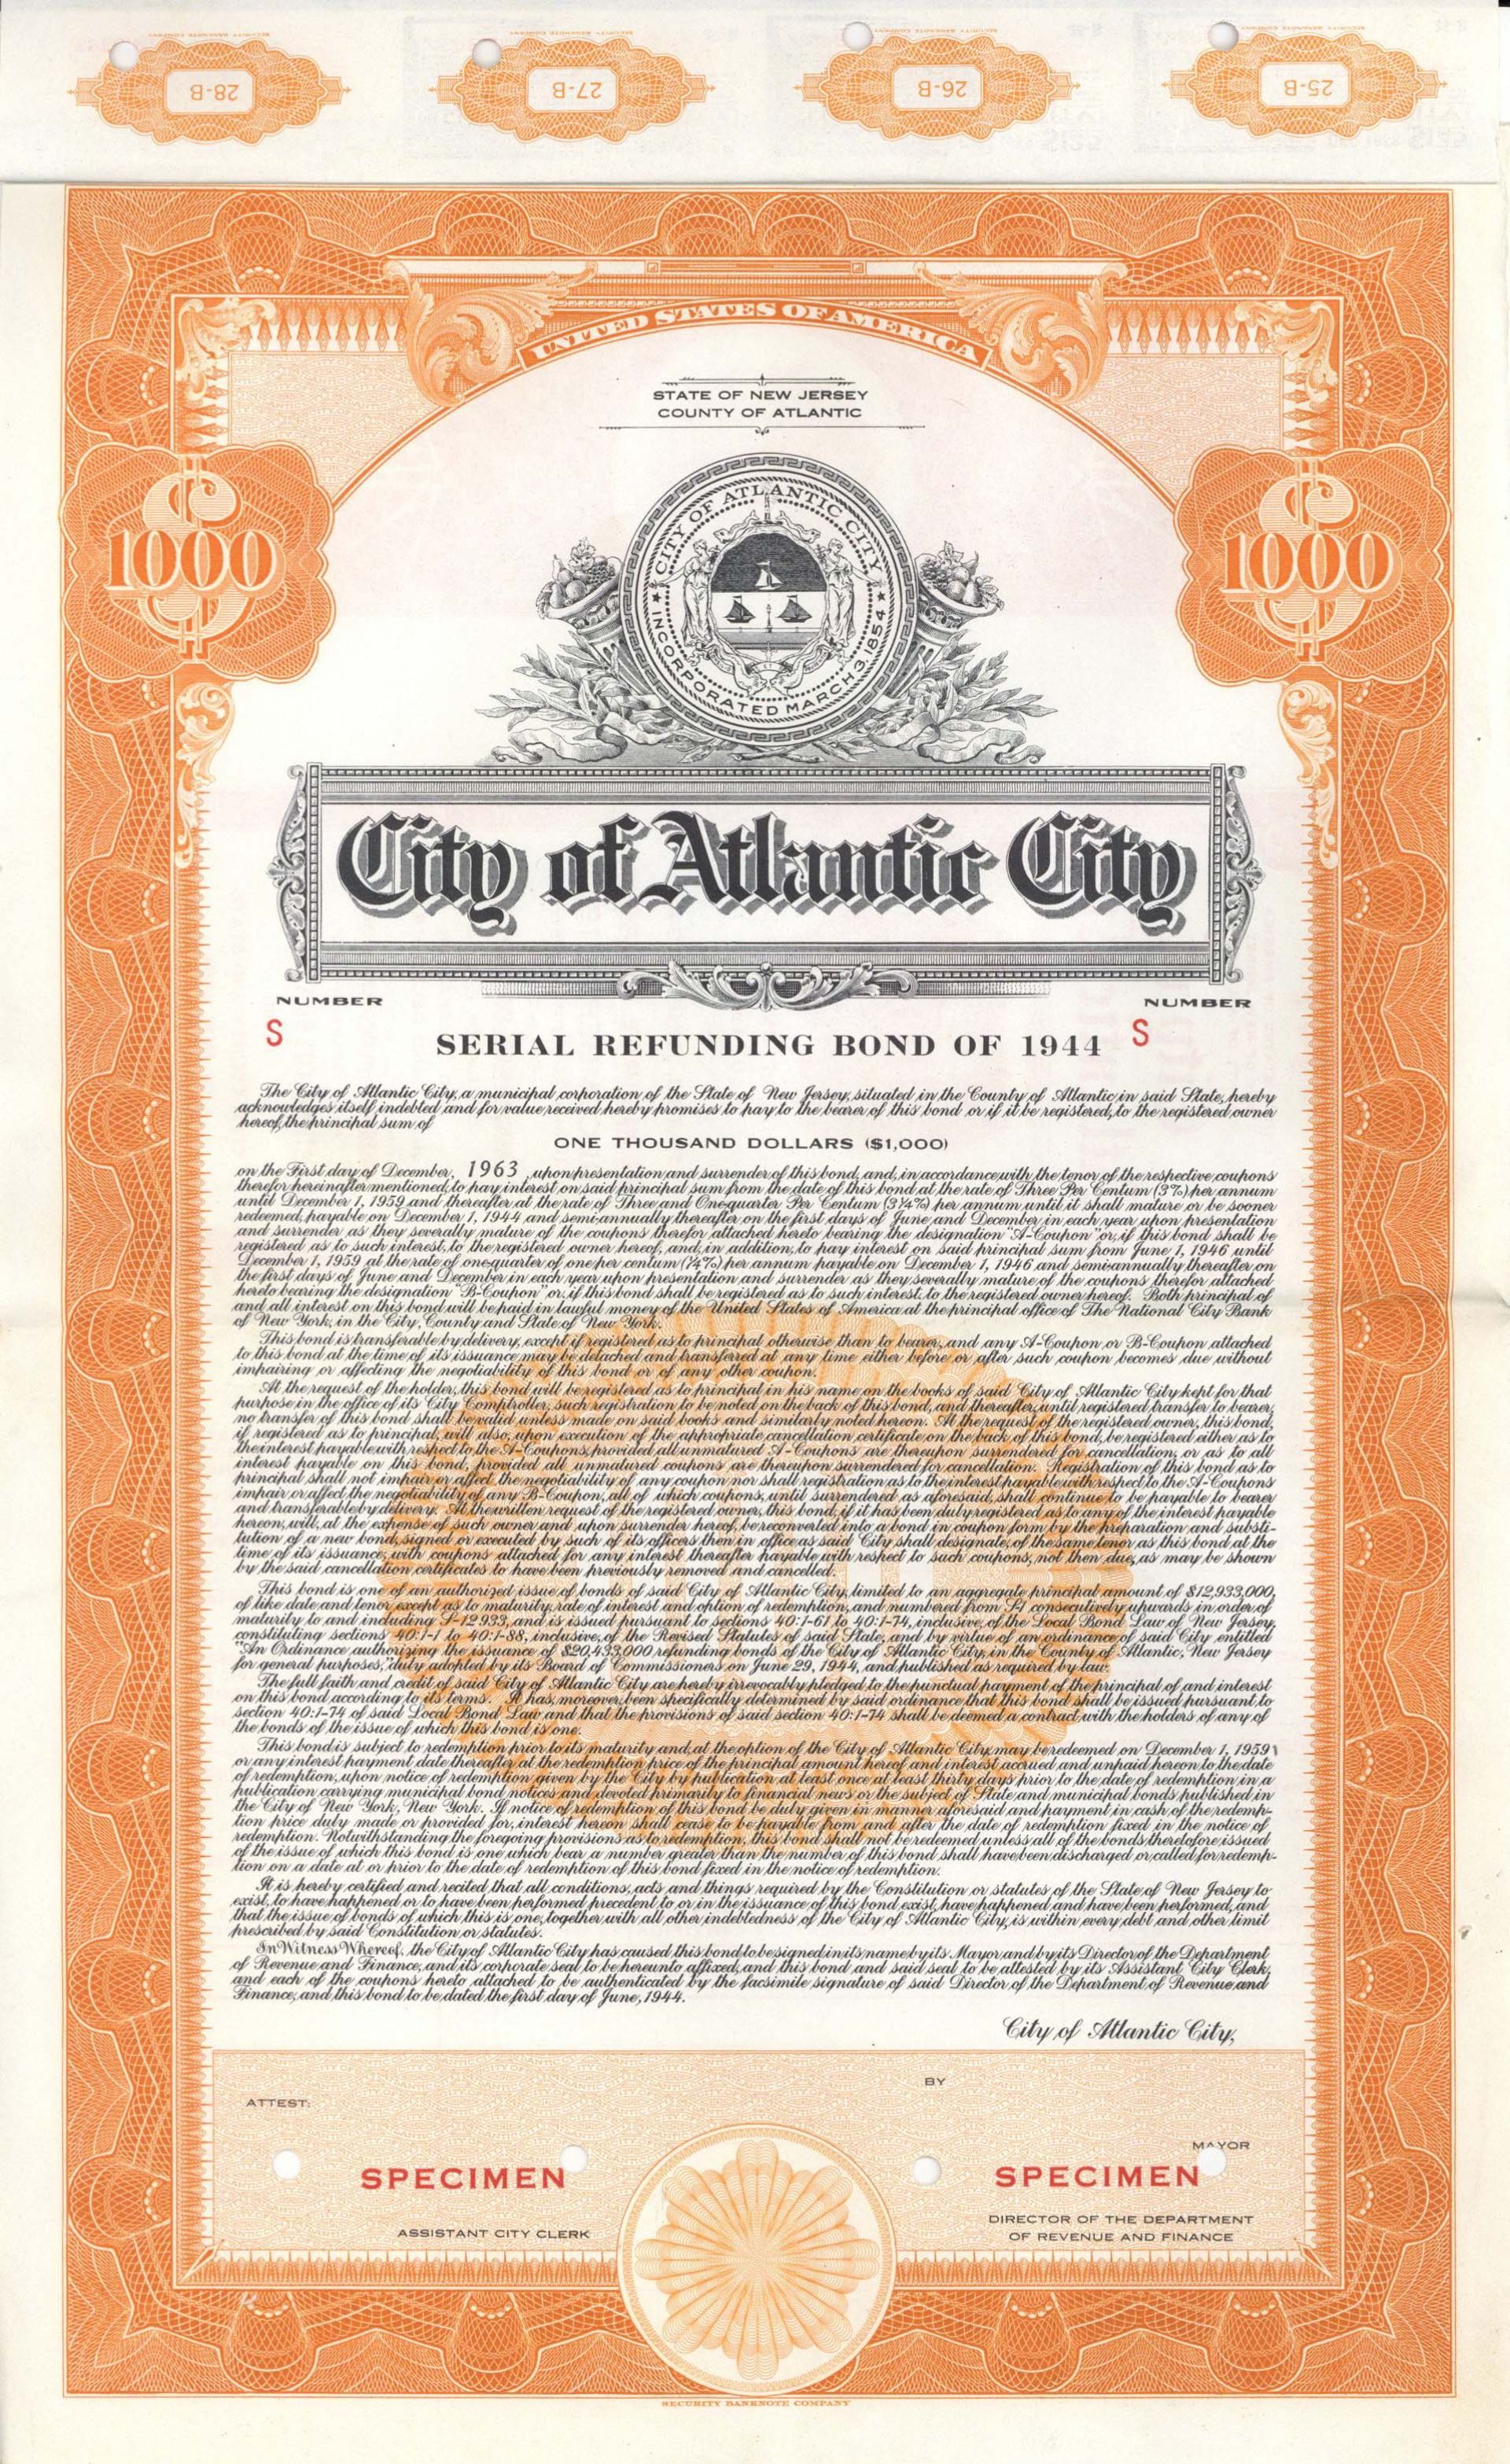 28-B 27-B 26-B 25-B
UNITED STATES OF AMERICA
STATE OF NEW JERSEY
COUNTY OF ATLANTIC
$1000 $1000
CITY OF ATLANTIC CITY
★ INCORPORATED MARCH 3, 1854 ★
City of Atlantic City
NUMBER NUMBER
S S
SERIAL REFUNDING BOND OF 1944
The City of Atlantic City, a municipal corporation of the State of New Jersey, situated in the County of Atlantic in said State, hereby
acknowledges itself indebted and for value received hereby promises to pay to the bearer of this bond or if it be registered, to the registered owner
hereof, the principal sum of
ONE THOUSAND DOLLARS ($1,000)
on the First day of December, 1963, upon presentation and surrender of this bond, and, in accordance with the tenor of the respective coupons
therefor hereinafter mentioned, to pay interest on said principal sum from the date of this bond at the rate of Three Per Centum (3%) per annum
until December 1, 1959 and thereafter at the rate of Three and One-quarter Per Centum (3¼%) per annum until it shall mature or be sooner
redeemed, payable on December 1, 1944 and semi-annually thereafter on the first days of June and December in each year upon presentation
and surrender as they severally mature of the coupons therefor attached hereto bearing the designation "A-Coupon" or, if this bond shall be
registered as to such interest, to the registered owner hereof, and, in addition, to pay interest on said principal sum from June 1, 1946 until
December 1, 1959 at the rate of one-quarter of one per centum (¼%) per annum payable on December 1, 1946 and semi-annually thereafter on
the first days of June and December in each year upon presentation and surrender as they severally mature of the coupons therefor attached
hereto bearing the designation "B-Coupon" or, if this bond shall be registered as to such interest, to the registered owner hereof. Both principal of
and all interest on this bond will be paid in lawful money of the United States of America at the principal office of The National City Bank
of New York, in the City, County and State of New York.
This bond is transferable by delivery, except if registered as to principal otherwise than to bearer, and any A-Coupon or B-Coupon attached
to this bond at the time of its issuance may be detached and transferred at any time either before or after such coupon becomes due without
impairing or affecting the negotiability of this bond or of any other coupon.
At the request of the holder, this bond will be registered as to principal in his name on the books of said City of Atlantic City kept for that
purpose in the office of its City Comptroller, such registration to be noted on the back of this bond, and thereafter, until registered transfer to bearer,
no transfer of this bond shall be valid unless made on said books and similarly noted hereon. At the request of the registered owner, this bond,
if registered as to principal, will also, upon execution of the appropriate cancellation certificate on the back of this bond, be registered either as to
the interest payable with respect to the A-Coupons, provided all unmatured A-Coupons are thereupon surrendered for cancellation, or as to all
interest payable on this bond, provided all unmatured coupons are thereupon surrendered for cancellation. Registration of this bond as to
principal shall not impair or affect the negotiability of any coupon nor shall registration as to the interest payable with respect to the A-Coupons
impair or affect the negotiability of any B-Coupon, all of which coupons, until surrendered as aforesaid, shall continue to be payable to bearer
and transferable by delivery. At the written request of the registered owner, this bond, if it has been duly registered as to any of the interest payable
hereon, will, at the expense of such owner and upon surrender hereof, be reconverted into a bond in coupon form by the preparation and substi-
tution of a new bond, signed or executed by such of its officers then in office as said City shall designate, of the same tenor as this bond at the
time of its issuance, with coupons attached for any interest thereafter payable with respect to such coupons, not then due, as may be shown
by the said cancellation certificates to have been previously removed and cancelled.
This bond is one of an authorized issue of bonds of said City of Atlantic City, limited to an aggregate principal amount of $12,933,000,
of like date and tenor except as to maturity, rate of interest and option of redemption, and numbered from S-1 consecutively upwards in order of
maturity to and including S-12933, and is issued pursuant to sections 40:1-61 to 40:1-74, inclusive, of the Local Bond Law of New Jersey,
constituting sections 40:1-1 to 40:1-88, inclusive, of the Revised Statutes of said State, and by virtue of an ordinance of said City entitled
"An Ordinance authorizing the issuance of $20,433,000 refunding bonds of the City of Atlantic City, in the County of Atlantic, New Jersey
for general purposes," duly adopted by its Board of Commissioners on June 29, 1944, and published as required by law.
The full faith and credit of said City of Atlantic City are hereby irrevocably pledged to the punctual payment of the principal of and interest
on this bond according to its terms. It has, moreover, been specifically determined by said ordinance that this bond shall be issued pursuant to
section 40:1-74 of said Local Bond Law and that the provisions of said section 40:1-74 shall be deemed a contract with the holders of any of
the bonds of the issue of which this bond is one.
This bond is subject to redemption prior to its maturity and, at the option of the City of Atlantic City, may be redeemed on December 1, 1959
or any interest payment date thereafter at the redemption price of the principal amount hereof and interest accrued and unpaid hereon to the date
of redemption, upon notice of redemption given by the City by publication at least once at least thirty days prior to the date of redemption in a
publication carrying municipal bond notices and devoted primarily to financial news or the subject of State and municipal bonds published in
the City of New York, New York. If notice of redemption of this bond be duly given in manner aforesaid and payment in cash of the redemp-
tion price duly made or provided for, interest hereon shall cease to be payable from and after the date of redemption fixed in the notice of
redemption. Notwithstanding the foregoing provisions as to redemption, this bond shall not be redeemed unless all of the bonds theretofore issued
of the issue of which this bond is one which bear a number greater than the number of this bond shall have been discharged or called for redemp-
tion on a date at or prior to the date of redemption of this bond fixed in the notice of redemption.
It is hereby certified and recited that all conditions, acts and things required by the Constitution or statutes of the State of New Jersey to
exist, to have happened or to have been performed precedent to or in the issuance of this bond exist, have happened and have been performed, and
that the issue of bonds of which this is one, together with all other indebtedness of the City of Atlantic City, is within every debt and other limit
prescribed by said Constitution or statutes.
In Witness Whereof, the City of Atlantic City has caused this bond to be signed in its name by its Mayor and by its Director of the Department
of Revenue and Finance, and its corporate seal to be hereunto affixed, and this bond and said seal to be attested by its Assistant City Clerk,
and each of the coupons hereto attached to be authenticated by the facsimile signature of said Director of the Department of Revenue and
Finance, and this bond to be dated the first day of June, 1944.
City of Atlantic City,
BY
ATTEST:
MAYOR
SPECIMEN SPECIMEN
DIRECTOR OF THE DEPARTMENT
OF REVENUE AND FINANCE
ASSISTANT CITY CLERK
SECURITY BANKNOTE COMPANY